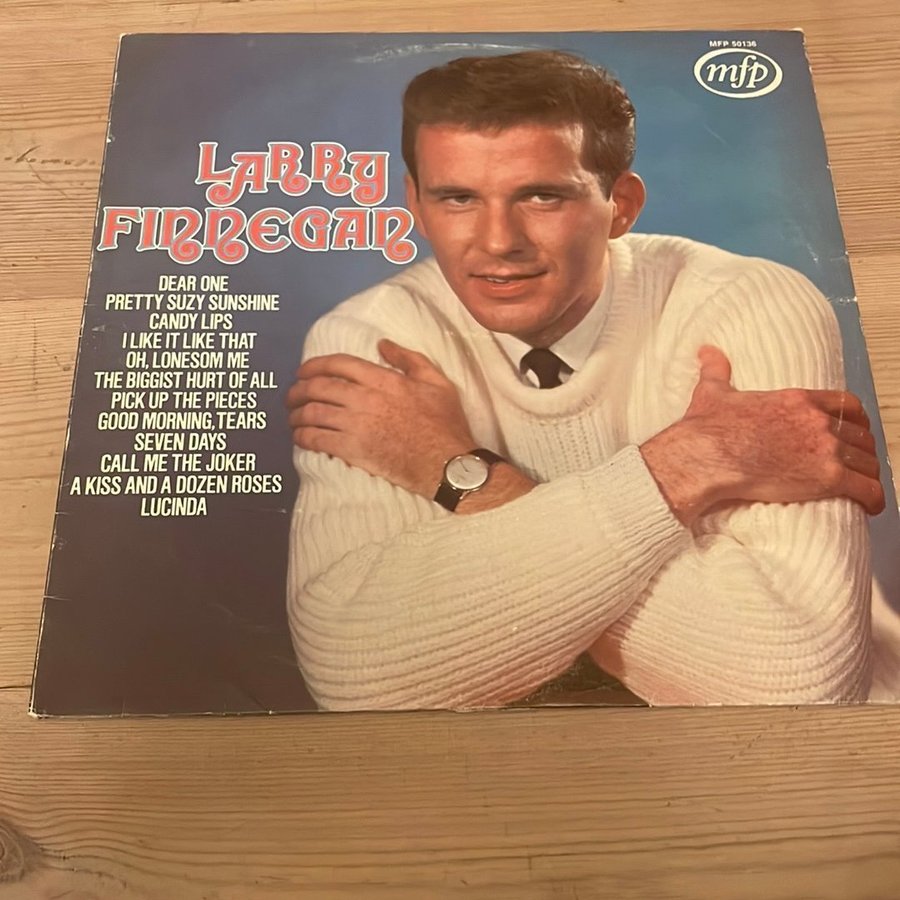 MFP 50136
mfp
LARRY
FINNEGAN
DEAR ONE
PRETTY SUZY SUNSHINE
CANDY LIPS
I LIKE IT LIKE THAT
OH, LONESOM ME
THE BIGGIST HURT OF ALL
PICK UP THE PIECES
GOOD MORNING, TEARS
SEVEN DAYS
CALL ME THE JOKER
A KISS AND A DOZEN ROSES
LUCINDA